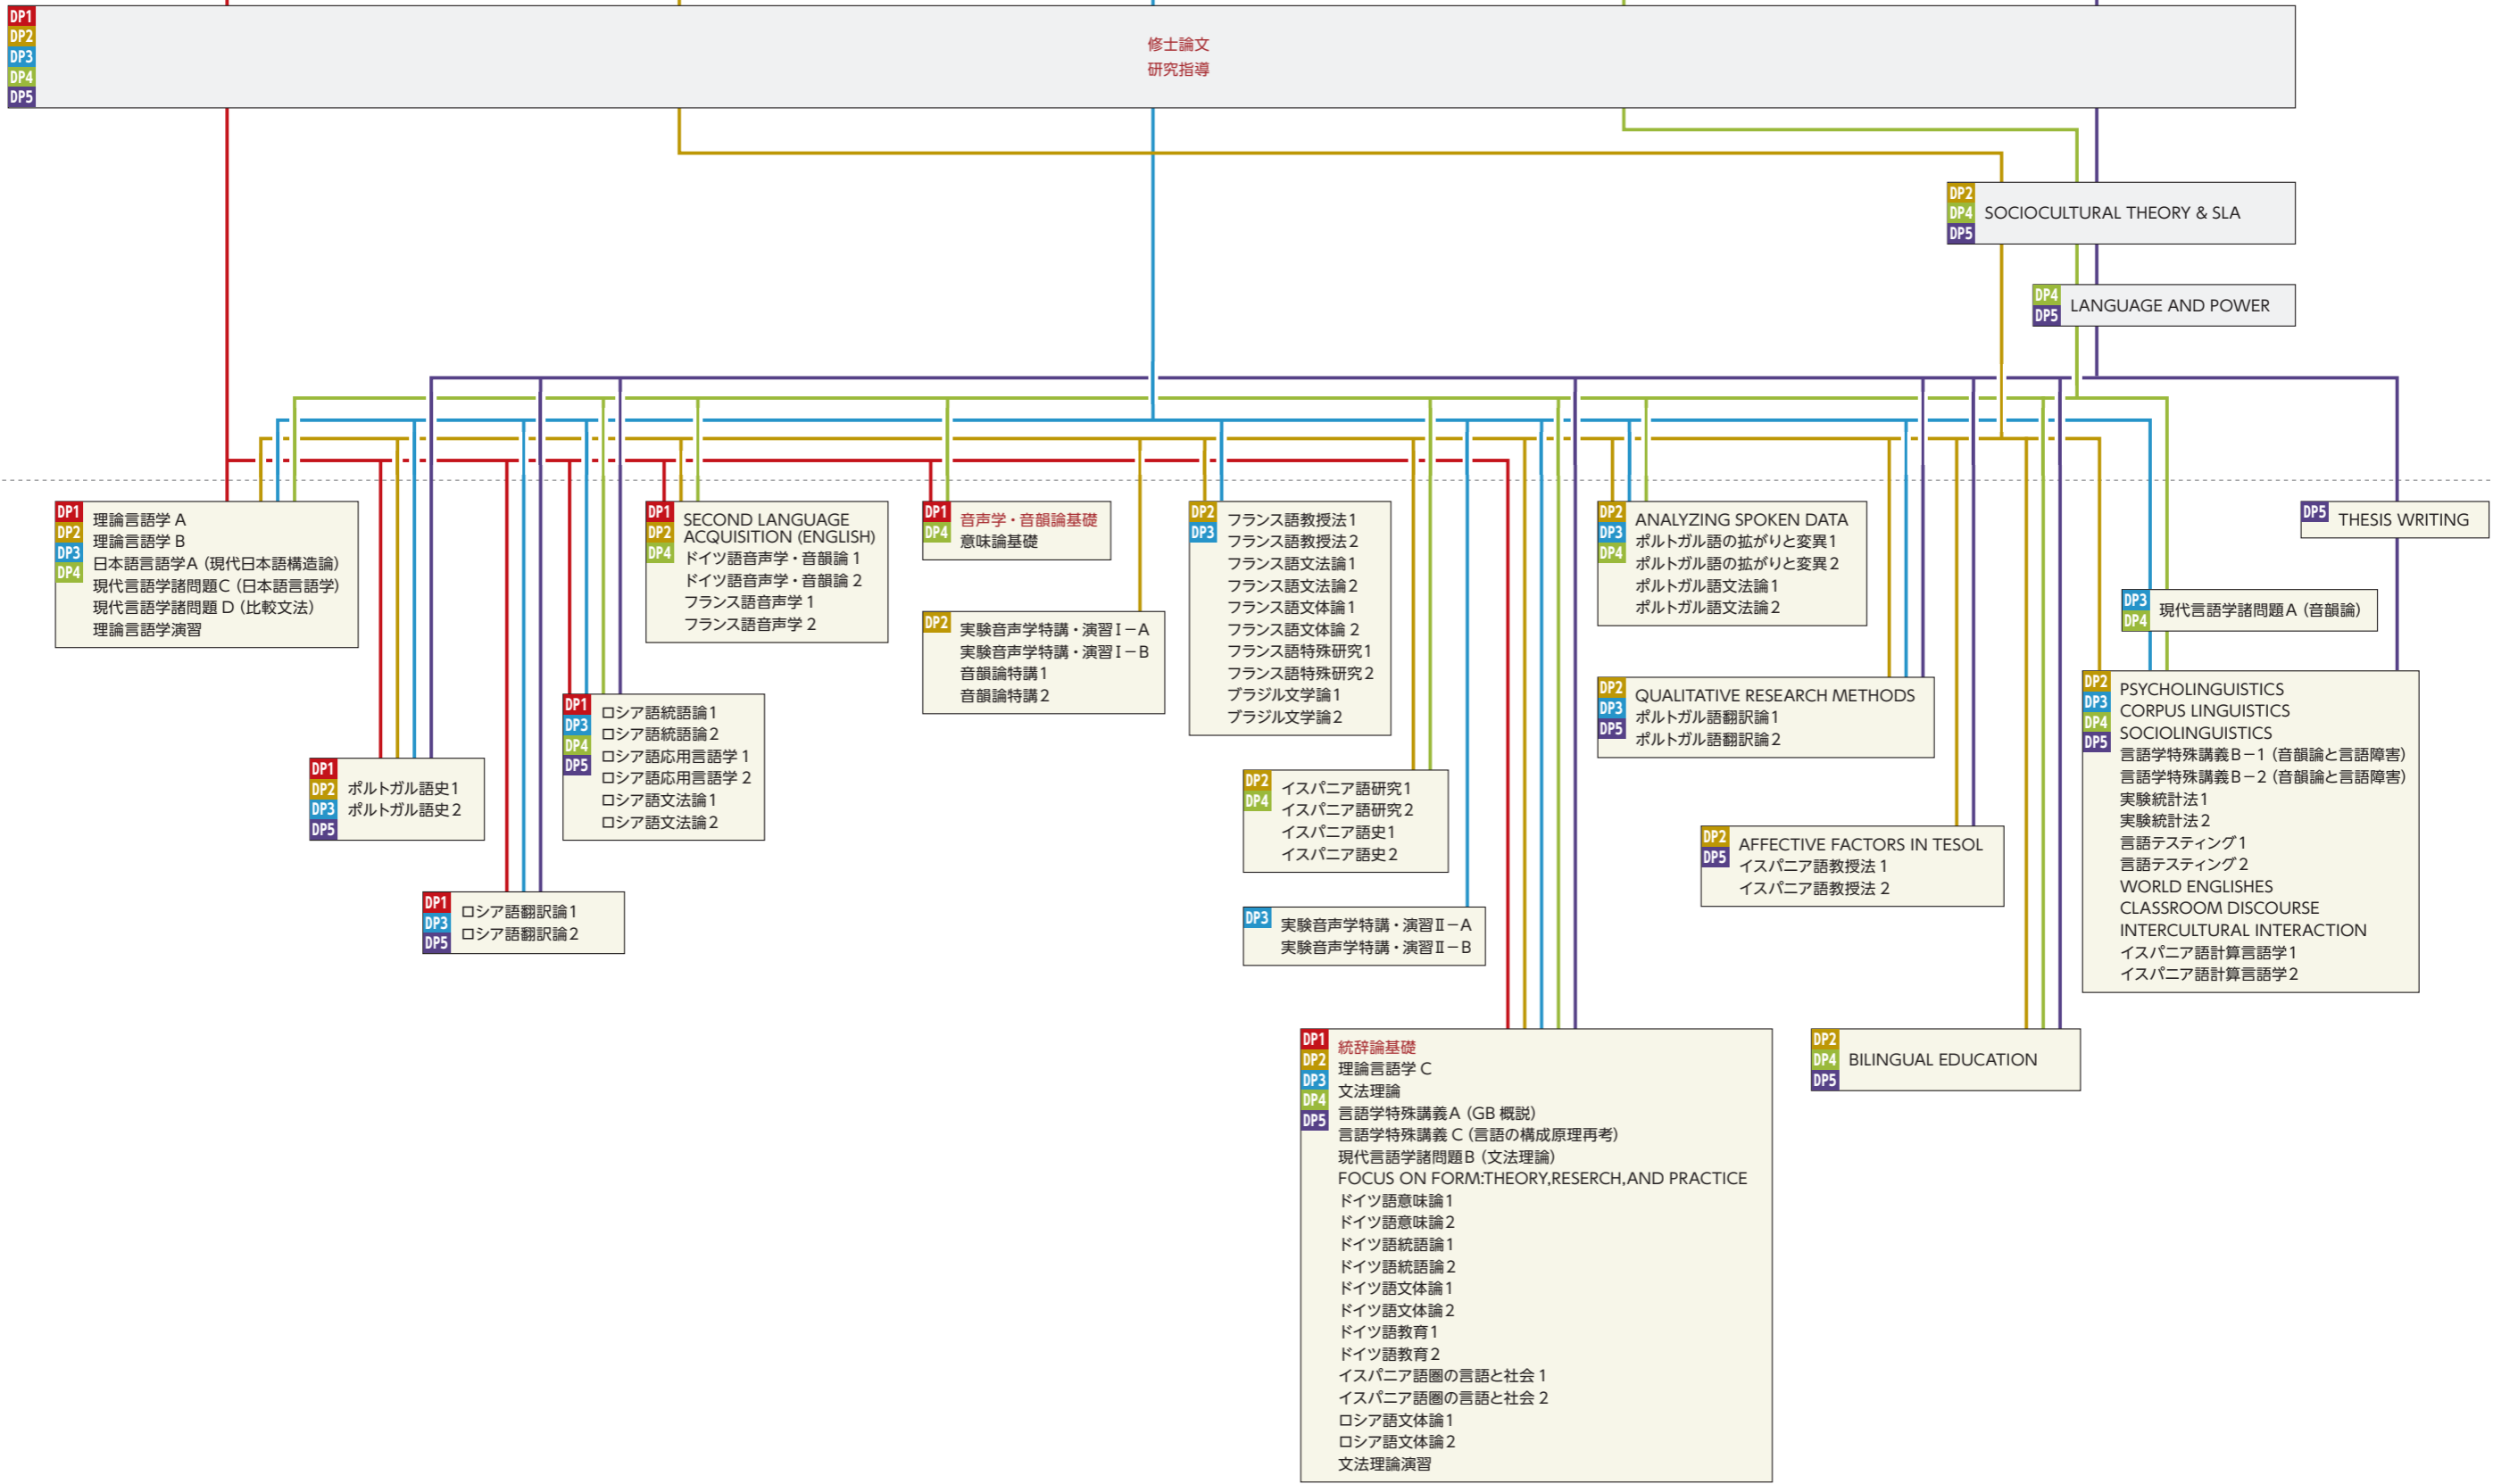 DP1
DP2
DP3
DP4
DP5
修士論文
研究指導
DP2
DP4
DP5
SOCIOCULTURAL THEORY & SLA
DP4
DP5
LANGUAGE AND POWER
DP1
DP2
DP3
DP4
理論言語学 A
理論言語学 B
日本語言語学A（現代日本語構造論）
現代言語学諸問題C（日本語言語学）
現代言語学諸問題 D（比較文法）
理論言語学演習
DP1
DP2
DP4
SECOND LANGUAGE
ACQUISITION (ENGLISH)
ドイツ語音声学・音韻論 1
ドイツ語音声学・音韻論 2
フランス語音声学 1
フランス語音声学 2
DP1
DP4
音声学・音韻論基礎
意味論基礎
DP2
DP3
フランス語教授法1
フランス語教授法2
フランス語文法論1
フランス語文法論2
フランス語文体論1
フランス語文体論 2
フランス語特殊研究1
フランス語特殊研究2
ブラジル文学論1
ブラジル文学論2
DP2
DP3
DP4
ANALYZING SPOKEN DATA
ポルトガル語の拡がりと変異1
ポルトガル語の拡がりと変異2
ポルトガル語文法論1
ポルトガル語文法論2
DP5
THESIS WRITING
DP3
DP4
現代言語学諸問題A（音韻論）
DP2
実験音声学特講・演習Ⅰ－A
実験音声学特講・演習Ⅰ－B
音韻論特講1
音韻論特講2
DP2
DP3
DP4
DP5
PSYCHOLINGUISTICS
CORPUS LINGUISTICS
SOCIOLINGUISTICS
言語学特殊講義B－1（音韻論と言語障害）
言語学特殊講義B－2（音韻論と言語障害）
実験統計法1
実験統計法2
言語テスティング1
言語テスティング2
WORLD ENGLISHES
CLASSROOM DISCOURSE
INTERCULTURAL INTERACTION
イスパニア語計算言語学1
イスパニア語計算言語学2
DP2
DP3
DP5
QUALITATIVE RESEARCH METHODS
ポルトガル語翻訳論1
ポルトガル語翻訳論2
DP1
DP3
DP4
DP5
ロシア語統語論1
ロシア語統語論2
ロシア語応用言語学 1
ロシア語応用言語学 2
ロシア語文法論1
ロシア語文法論2
DP1
DP2
DP3
DP5
ポルトガル語史1
ポルトガル語史2
DP2
DP4
イスパニア語研究1
イスパニア語研究2
イスパニア語史1
イスパニア語史2
DP2
DP5
AFFECTIVE FACTORS IN TESOL
イスパニア語教授法 1
イスパニア語教授法 2
DP1
DP3
DP5
ロシア語翻訳論1
ロシア語翻訳論2
DP3
実験音声学特講・演習Ⅱ－A
実験音声学特講・演習Ⅱ－B
DP1
DP2
DP3
DP4
DP5
統辞論基礎
理論言語学 C
文法理論
言語学特殊講義A（GB 概説）
言語学特殊講義 C（言語の構成原理再考）
現代言語学諸問題B（文法理論）
FOCUS ON FORM:THEORY,RESERCH,AND PRACTICE
ドイツ語意味論1
ドイツ語意味論2
ドイツ語統語論1
ドイツ語統語論2
ドイツ語文体論1
ドイツ語文体論2
ドイツ語教育1
ドイツ語教育2
イスパニア語圏の言語と社会 1
イスパニア語圏の言語と社会 2
ロシア語文体論1
ロシア語文体論2
文法理論演習
DP2
DP4
DP5
BILINGUAL EDUCATION